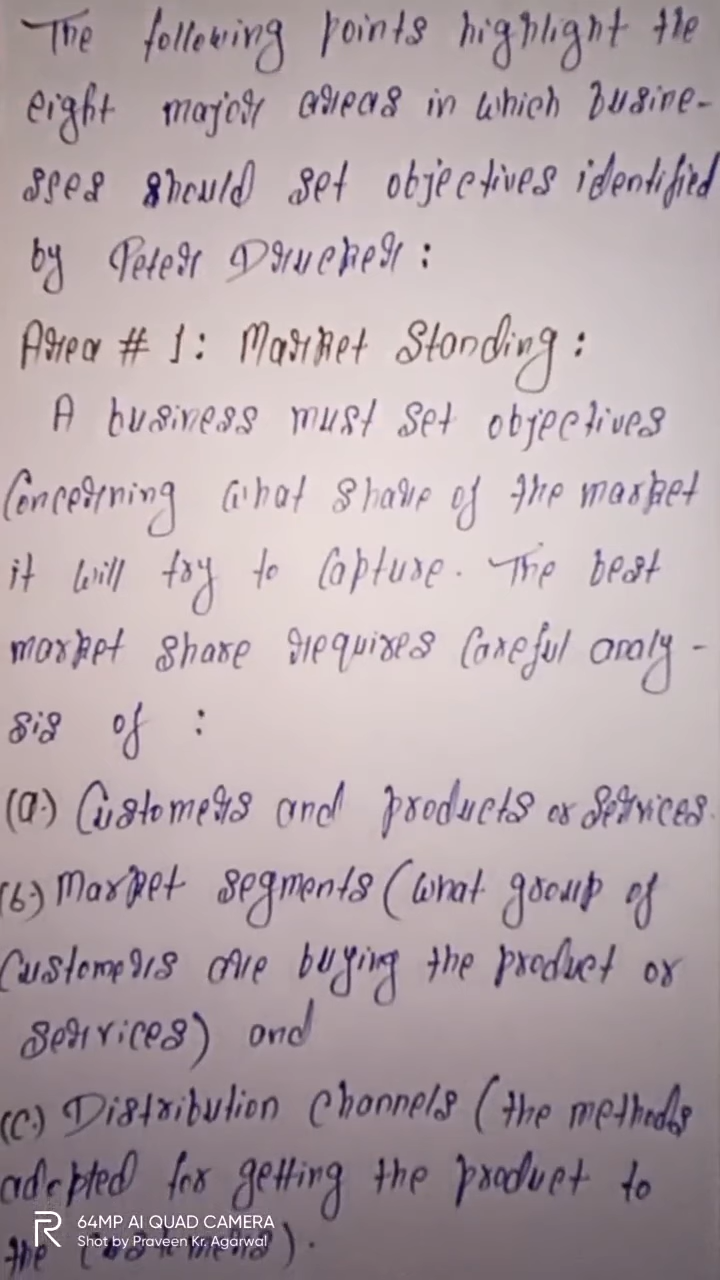 The following points highlight the
eight major areas in which busine-
sses should set objectives identified
by Peter Drucker :
Area # 1: Market Standing :
A business must set objectives
Concerning what share of the market
it will try to Capture. The best
market share requires Careful analy-
sis of :
(a.) Customers and products or services.
(b.) Market segments (what group of
Customers are buying the product or
services) and
(c.) Distribution Channels (the methods
adopted for getting the product to
the Customers).
64MP AI QUAD CAMERA
Shot by Praveen Kr. Agarwal